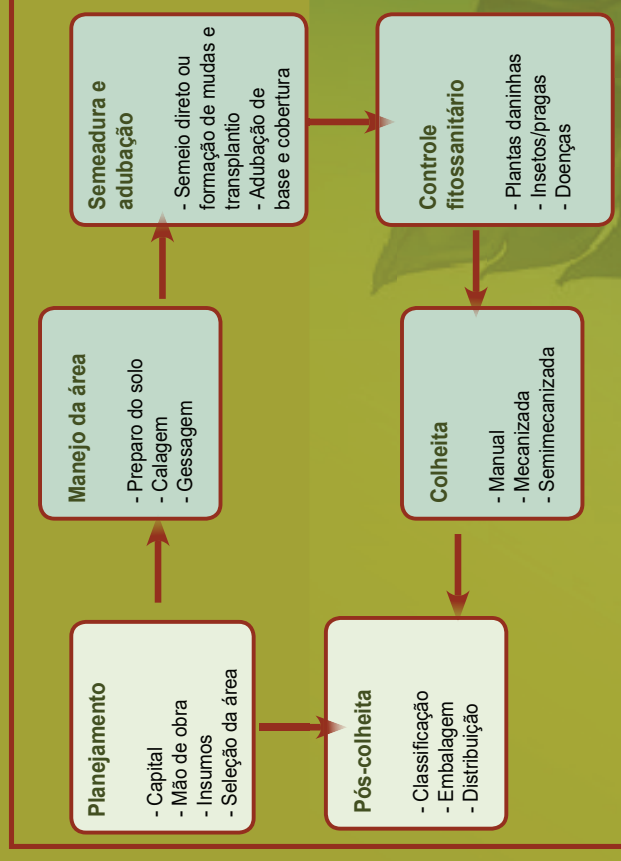 Planejamento
- Capital
- Mão de obra
- Insumos
- Seleção da área
Manejo da área
- Preparo do solo
- Calagem
- Gessagem
Semeadura e
adubação
- Semeio direto ou
formação de mudas e
transplantio
- Adubação de
base e cobertura
Controle
fitossanitário
- Plantas daninhas
- Insetos/pragas
- Doenças
Colheita
- Manual
- Mecanizada
- Semimecanizada
Pós-colheita
- Classificação
- Embalagem
- Distribuição